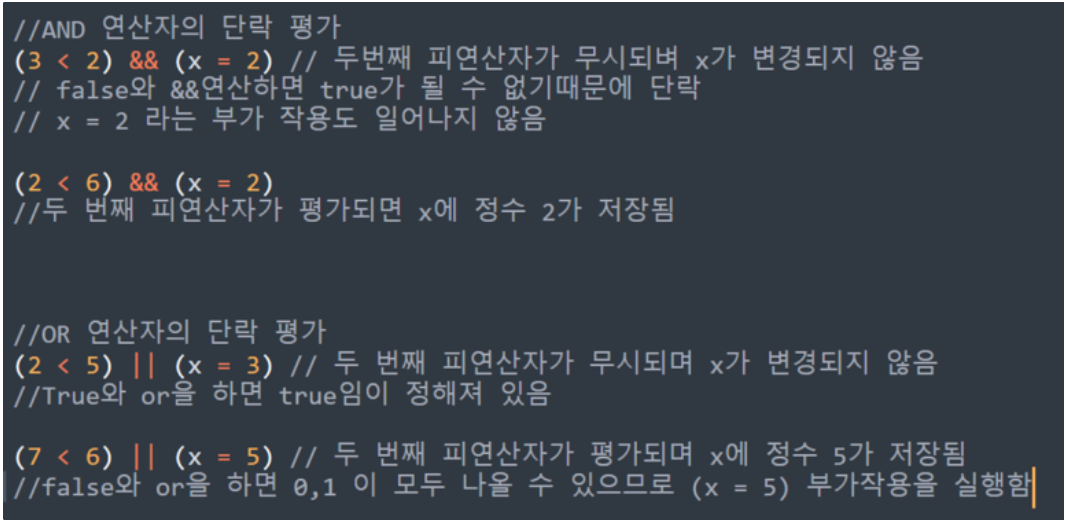 //AND 연산자의 단락 평가
(3 < 2) && (x = 2) // 두번째 피연산자가 무시되벼 x가 변경되지 않음
// false와 &&연산하면 true가 될 수 없기때문에 단락
// x = 2 라는 부가 작용도 일어나지 않음
(2 < 6) && (x = 2)
//두 번째 피연산자가 평가되면 x에 정수 2가 저장됨
//OR 연산자의 단락 평가
(2 < 5) || (x = 3) // 두 번째 피연산자가 무시되며 x가 변경되지 않음
//True와 or을 하면 true임이 정해져 있음
(7 < 6) || (x = 5) // 두 번째 피연산자가 평가되며 x에 정수 5가 저장됨
//false와 or을 하면 0,1 이 모두 나올 수 있으므로 (x = 5) 부가작용을 실행함